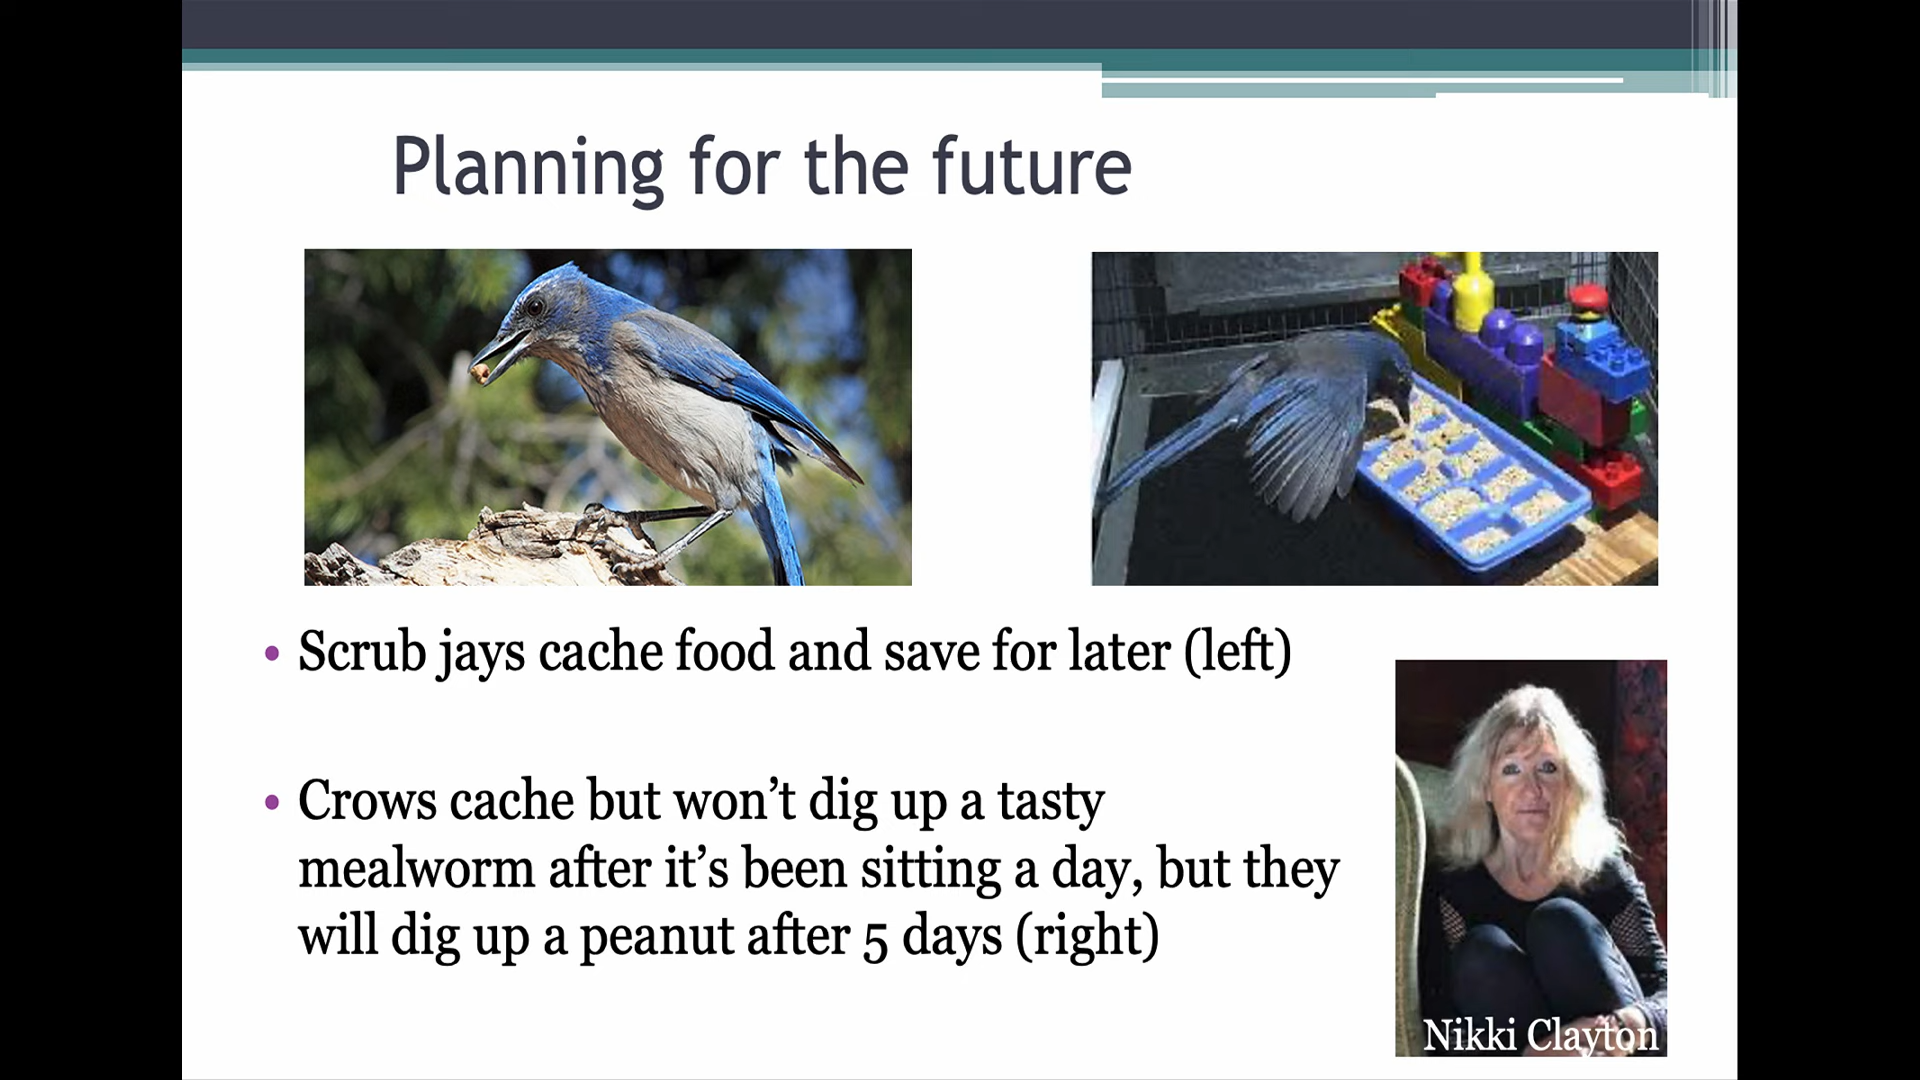 Planning for the future
• Scrub jays cache food and save for later (left)
• Crows cache but won’t dig up a tasty
mealworm after it’s been sitting a day, but they
will dig up a peanut after 5 days (right)
Nikki Clayton